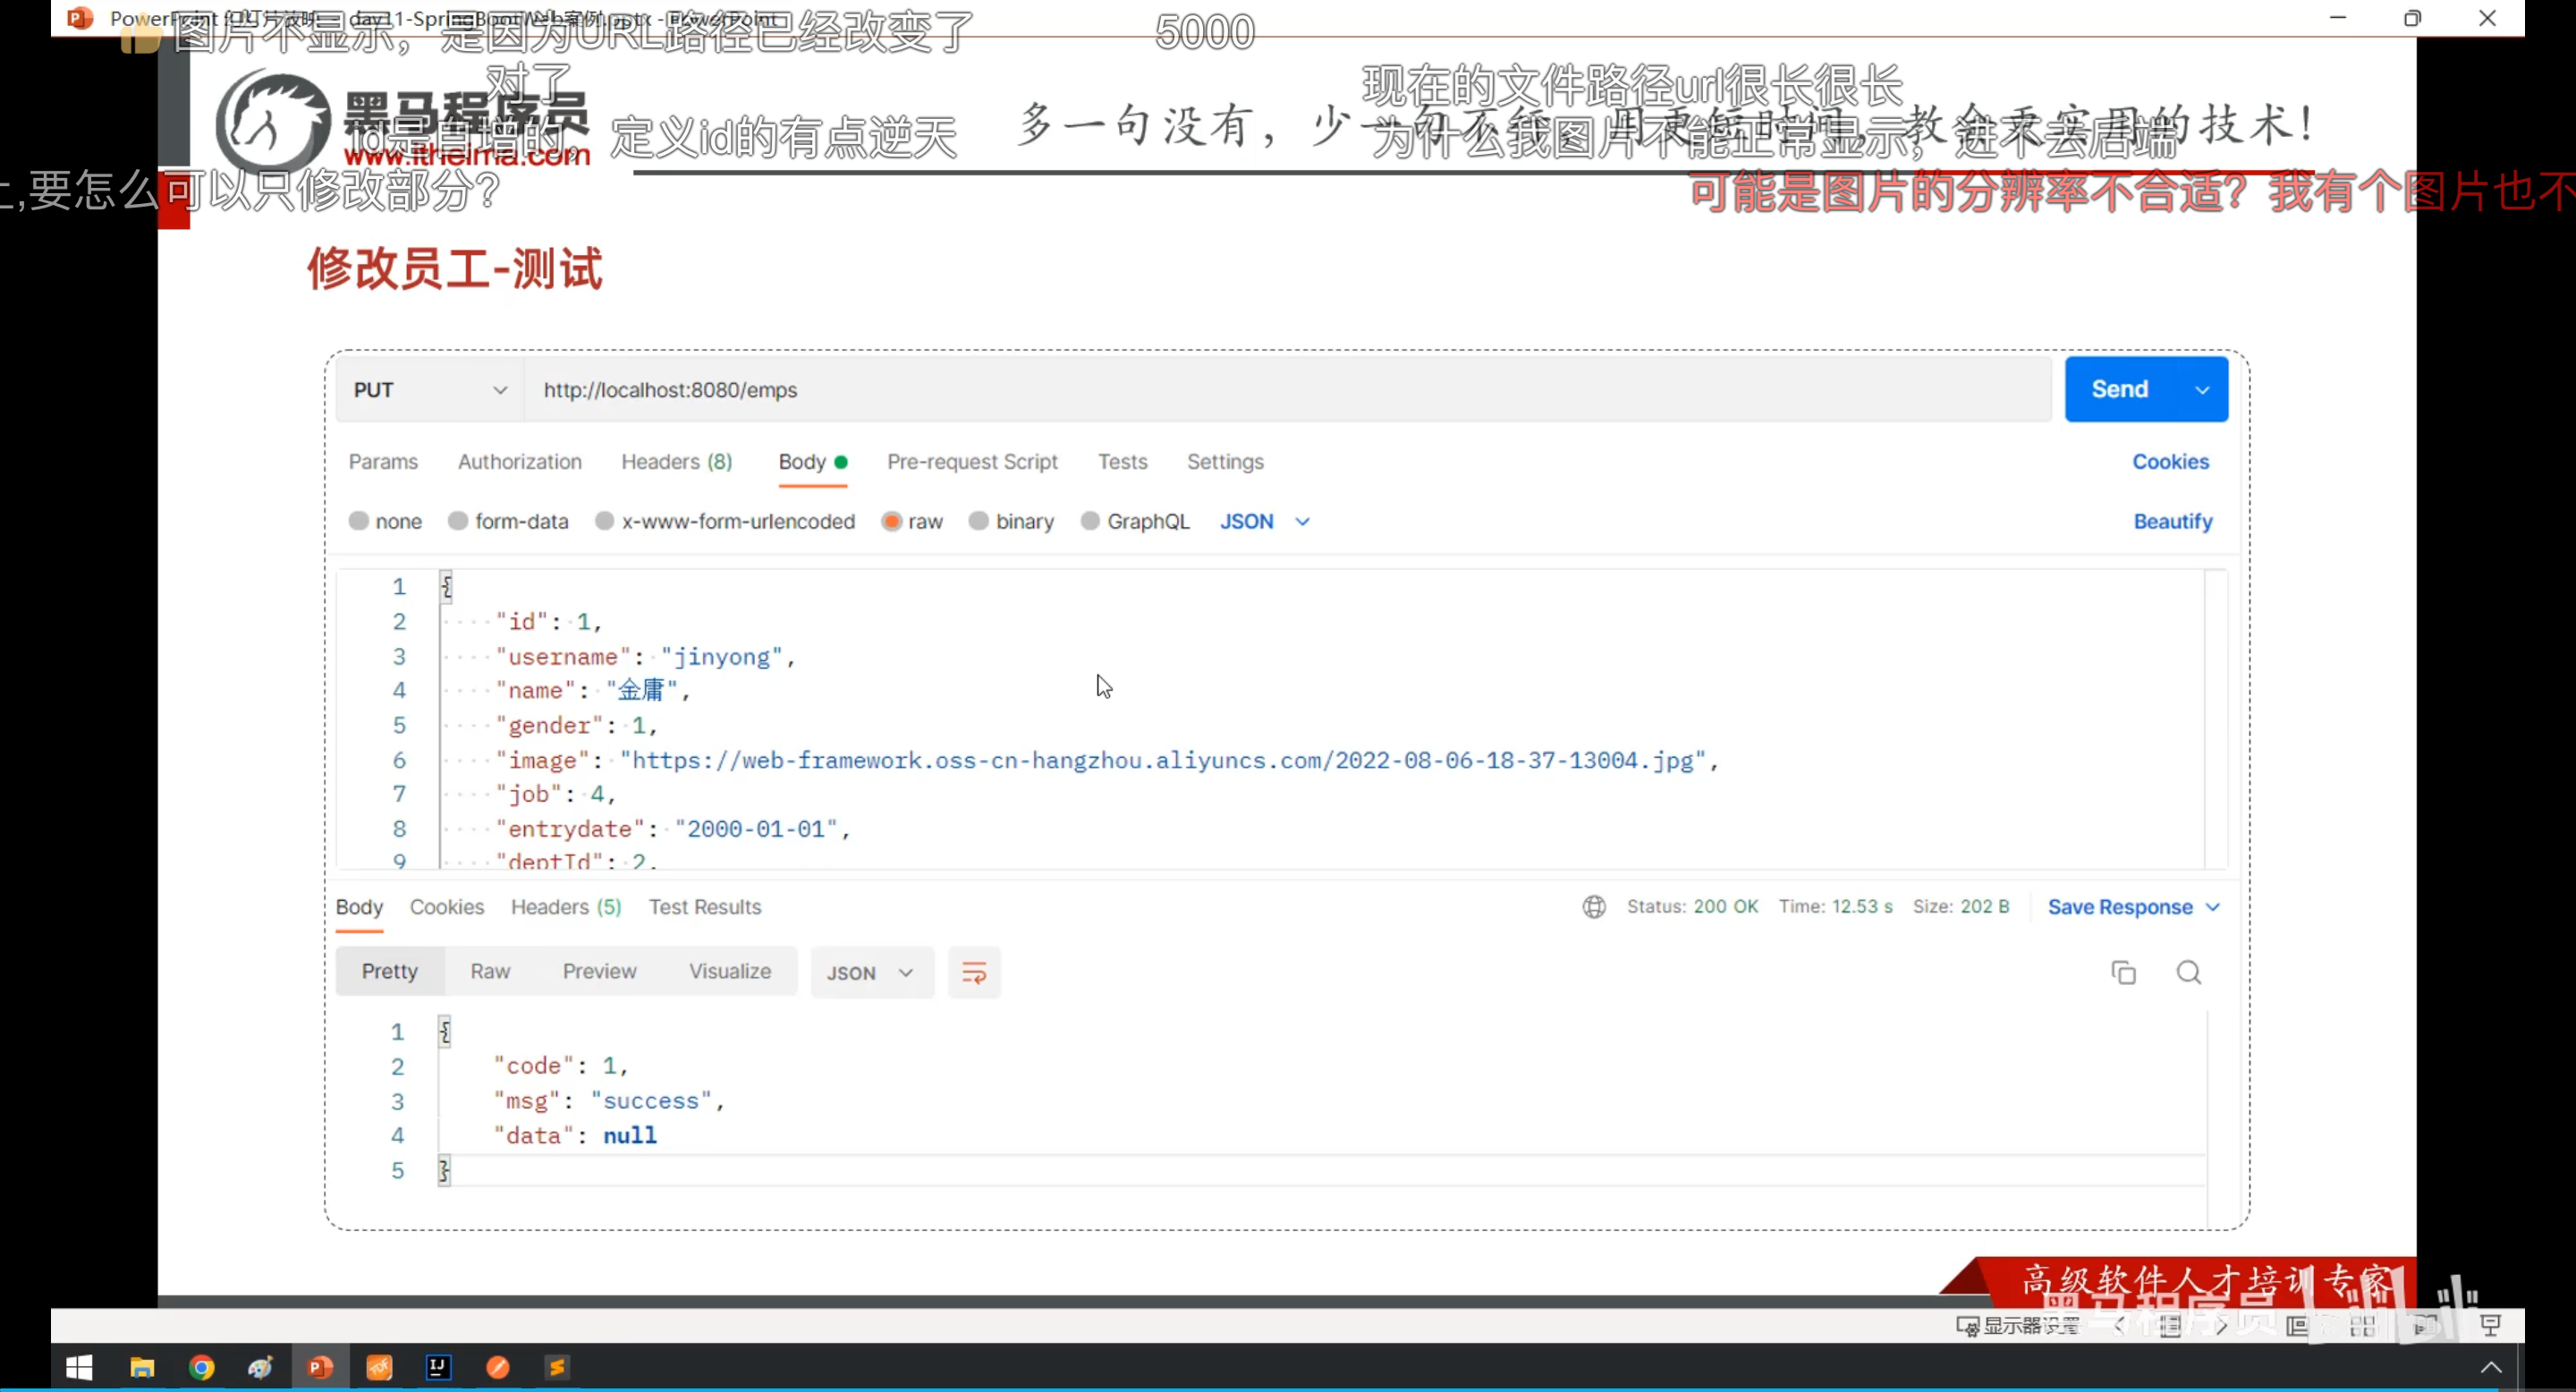 PowerPoint 幻灯片放映 - day11-SpringBootWeb案例.pptx - PowerPoint
图片不显示，是因为URL路径已经改变了
5000
对了
现在的文件路径url很长很长
黑马程序员
www.itheima.com
id是自增的，定义id的有点逆天
多一句没有，少一句不行，用更短时间，教会更实用的技术！
为什么我图片不能正常显示，进不去后端
上,要怎么可以只修改部分？
可能是图片的分辨率不合适？我有个图片也不
修改员工-测试
PUT
http://localhost:8080/emps
Send
Params Authorization Headers (8) Body Pre-request Script Tests Settings Cookies
none form-data x-www-form-urlencoded raw binary GraphQL JSON Beautify
1 {
2 "id": 1,
3 "username": "jinyong",
4 "name": "金庸",
5 "gender": 1,
6 "image": "https://web-framework.oss-cn-hangzhou.aliyuncs.com/2022-08-06-18-37-13004.jpg",
7 "job": 4,
8 "entrydate": "2000-01-01",
9 "deptId": 2,
Body Cookies Headers (5) Test Results Status: 200 OK Time: 12.53 s Size: 202 B Save Response
Pretty Raw Preview Visualize JSON
1 {
2 "code": 1,
3 "msg": "success",
4 "data": null
5 }
高级软件人才培训专家
黑马程序员
显示器设置